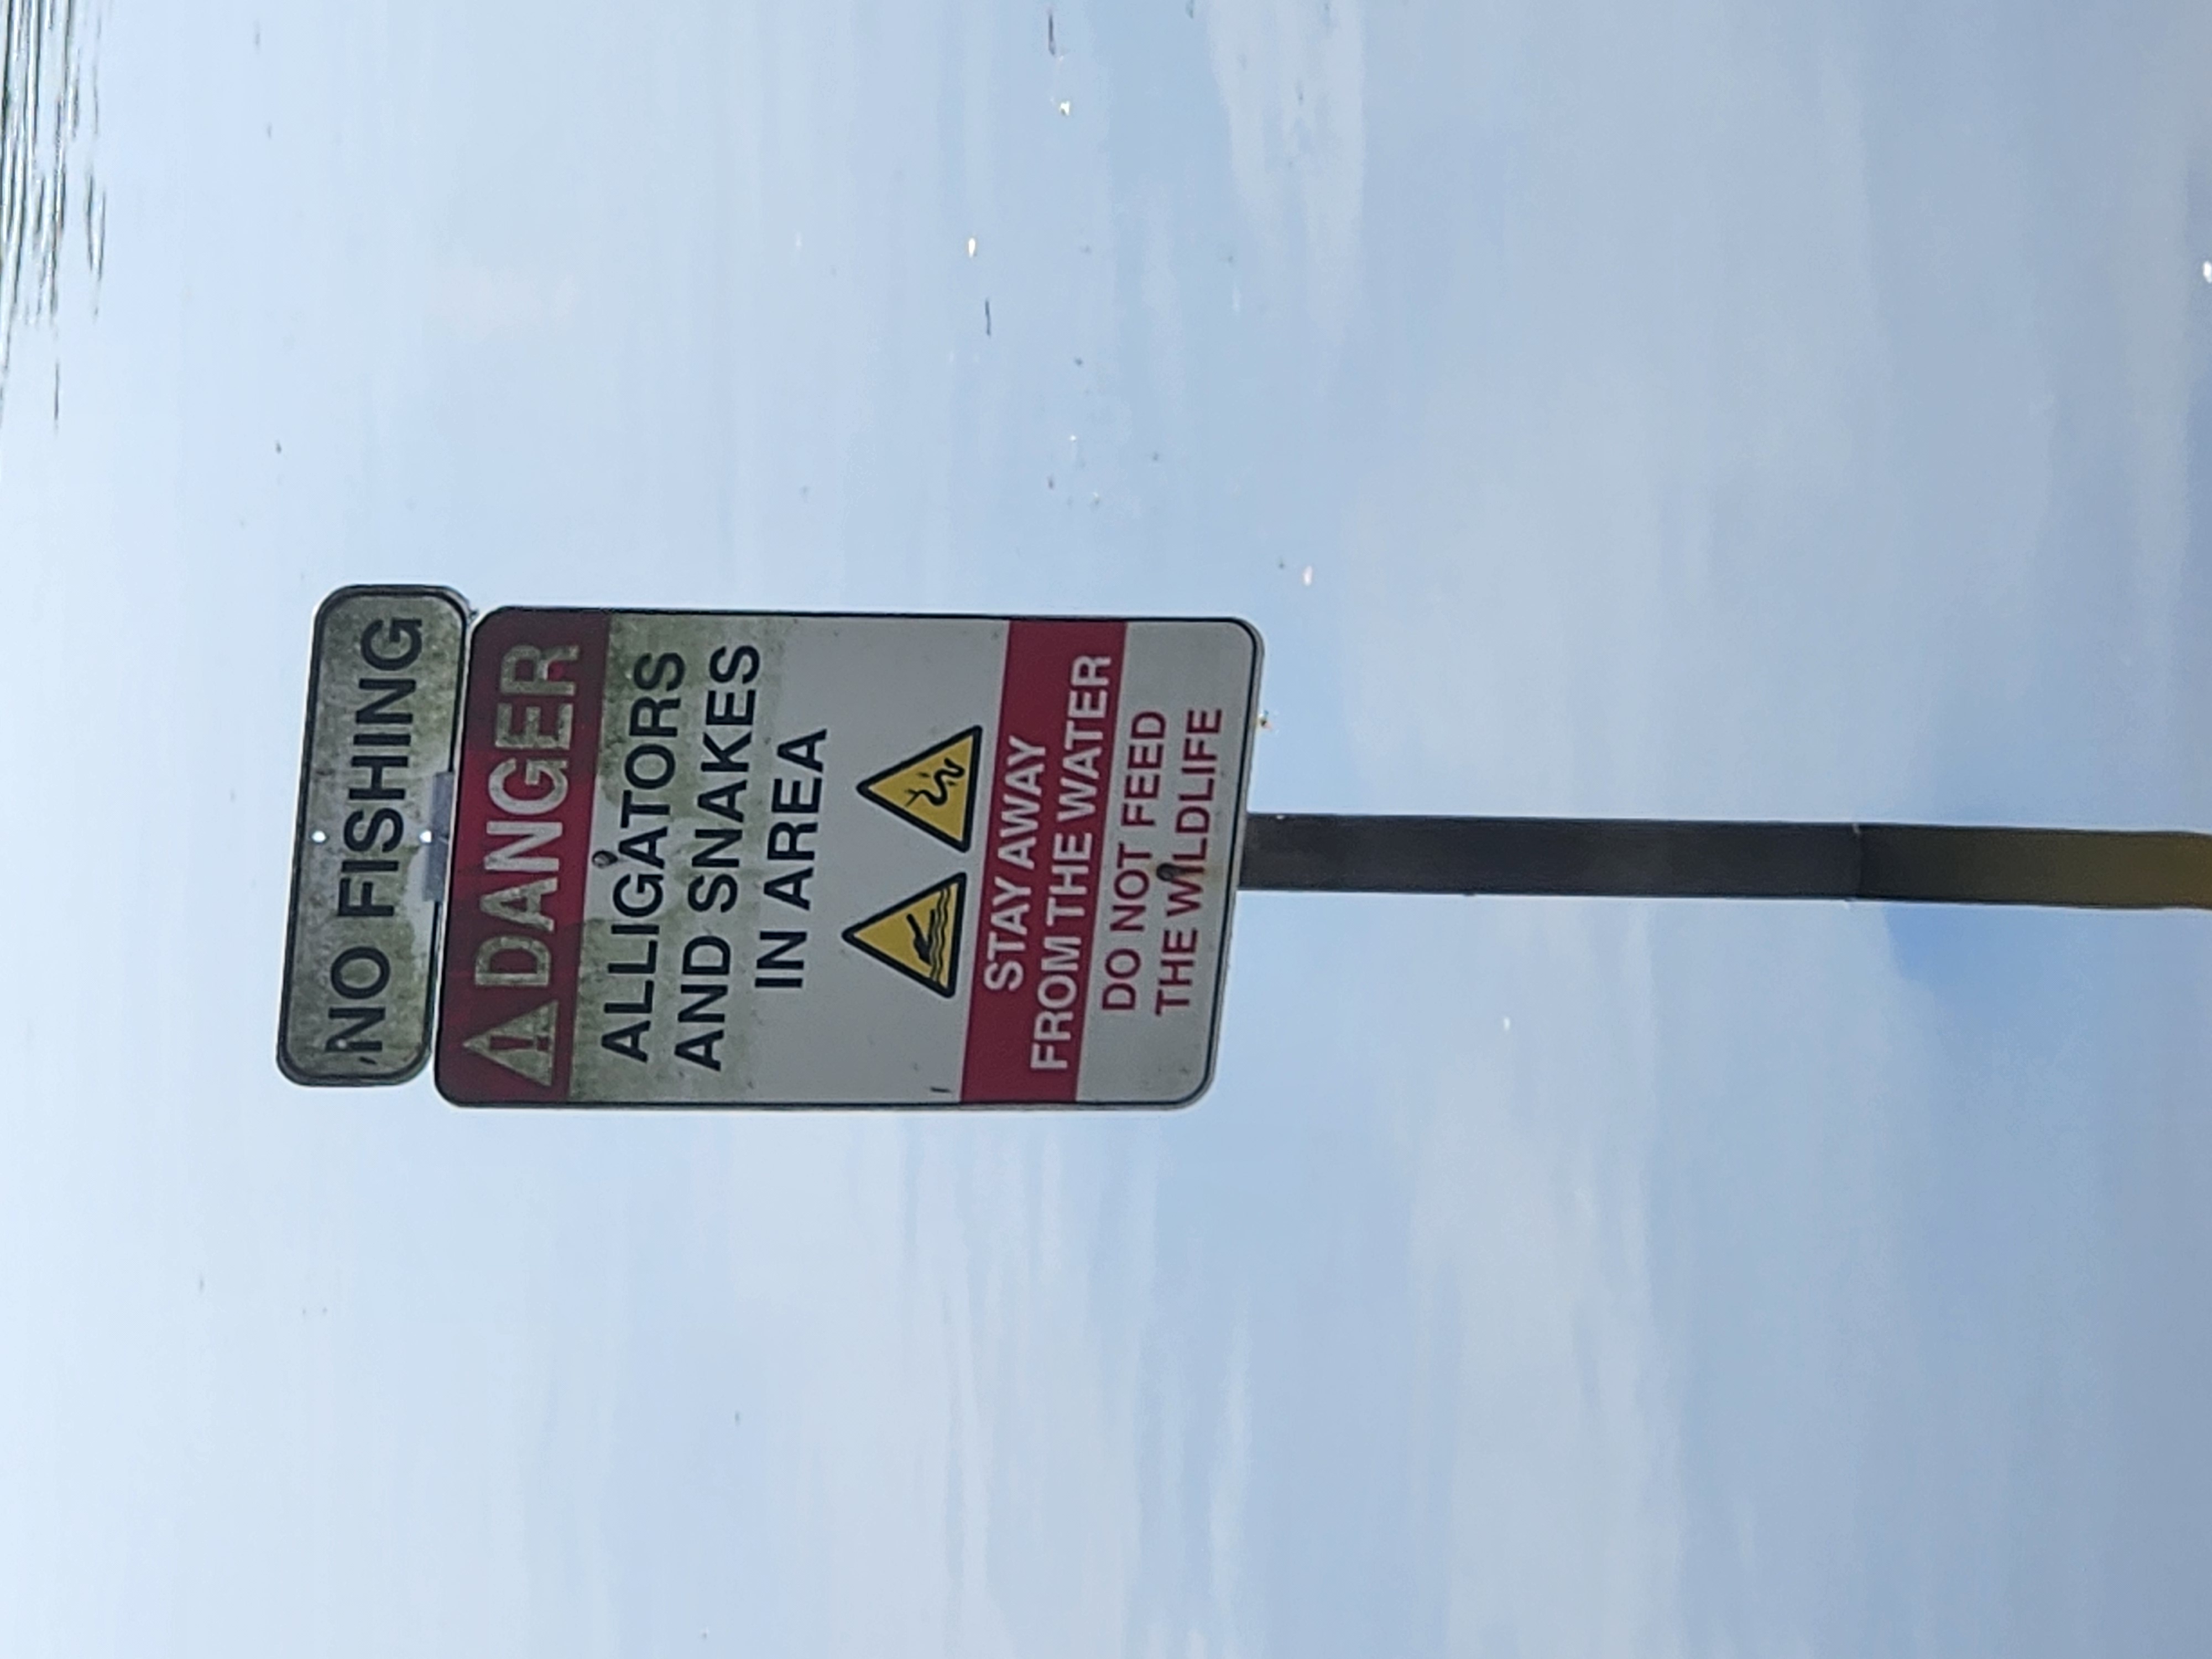 NO FISHING
DANGER
ALLIGATORS
AND SNAKES
IN AREA
STAY AWAY
FROM THE WATER
DO NOT FEED
THE WILDLIFE